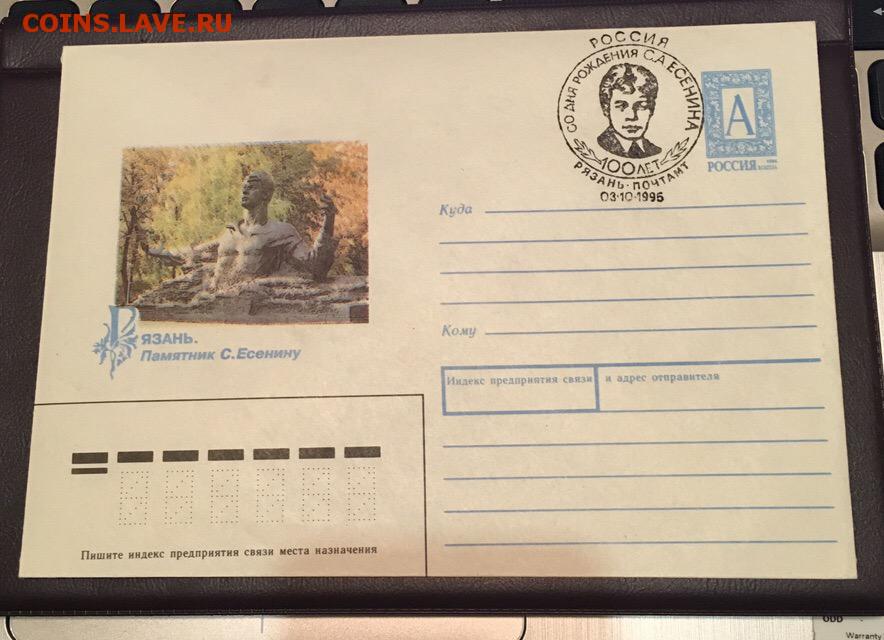 COINS.LAVE.RU
РОССИЯ
СО ДНЯ РОЖДЕНИЯ С.А.ЕСЕНИНА
100 ЛЕТ
РЯЗАНЬ·ПОЧТАМТ
03·10·1995
А
РОССИЯ
Куда
Кому
РЯЗАНЬ.
Памятник С.Есенину
Индекс предприятия связи и адрес отправителя
Пишите индекс предприятия связи места назначения
Warranty